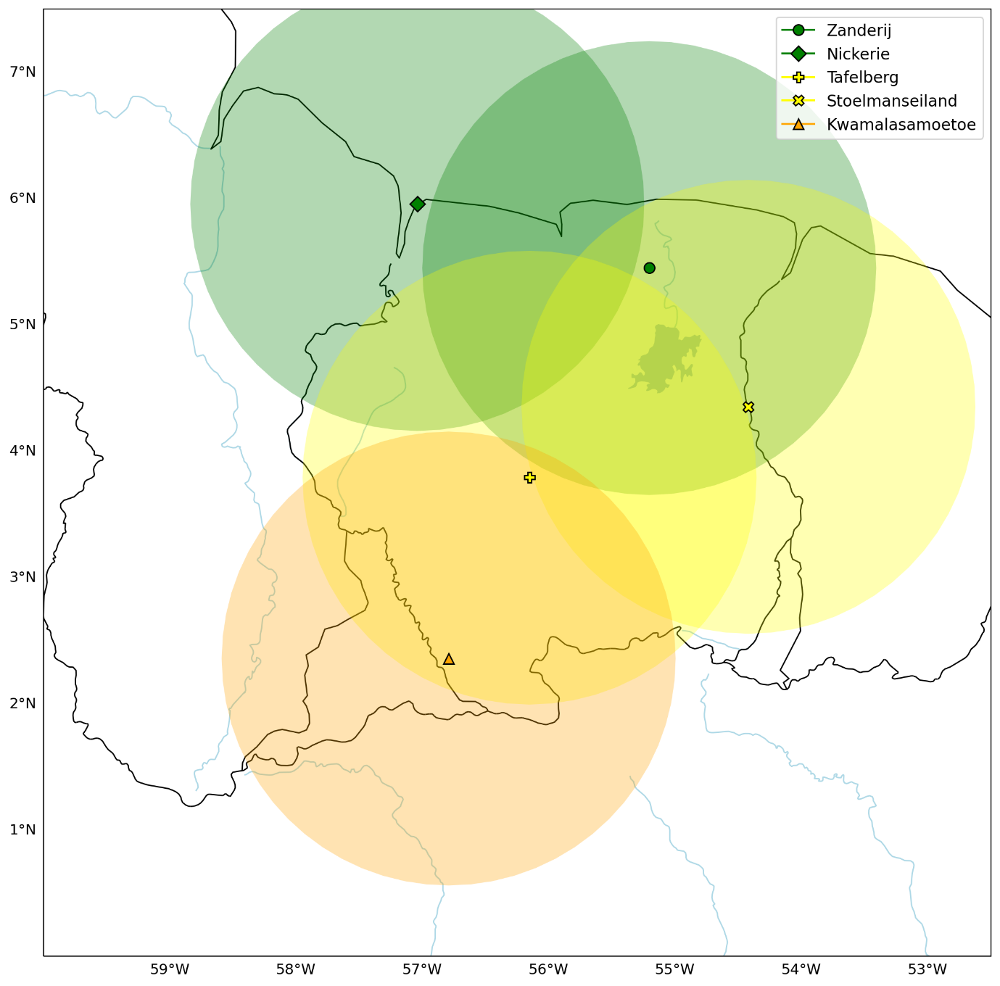 Zanderij
Nickerie
Tafelberg
Stoelmanseiland
Kwamalasamoetoe
7°N
6°N
5°N
4°N
3°N
2°N
1°N
59°W
58°W
57°W
56°W
55°W
54°W
53°W